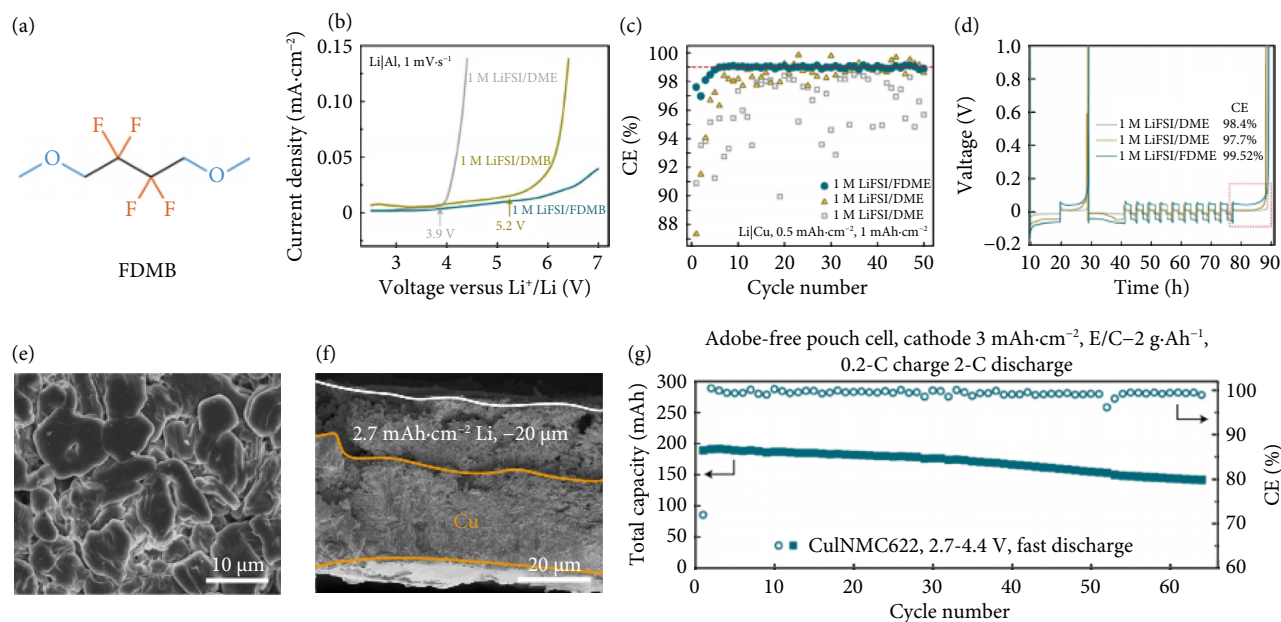 (a)
O
F
F
F
F
O
FDMB
(b)
Current density (mA·cm⁻²)
0.15
0.10
0.05
0
Li|Al, 1 mV·s⁻¹
1 M LiFSI/DME
1 M LiFSI/DMB
1 M LiFSI/FDMB
3.9 V
5.2 V
3 4 5 6 7
Voltage versus Li⁺/Li (V)
(c)
CE (%)
100
99
98
96
94
92
90
88
1 M LiFSI/FDME
1 M LiFSI/DME
1 M LiFSI/DME
Li|Cu, 0.5 mAh·cm⁻², 1 mAh·cm⁻²
0 10 20 30 40 50
Cycle number
(d)
Valtage (V)
1.0
0.8
0.6
0.4
0.2
0
−0.2
CE
1 M LiFSI/DME 98.4%
1 M LiFSI/DME 97.7%
1 M LiFSI/FDME 99.52%
10 20 30 40 50 60 70 80 90
Time (h)
(e)
10 μm
(f)
2.7 mAh·cm⁻² Li, −20 μm
Cu
20 μm
(g)
Adobe-free pouch cell, cathode 3 mAh·cm⁻², E/C−2 g·Ah⁻¹,
0.2-C charge 2-C discharge
Total capacity (mAh)
300
250
200
150
100
50
0
CulNMC622, 2.7-4.4 V, fast discharge
100
90
80
70
60
CE (%)
0 10 20 30 40 50 60
Cycle number